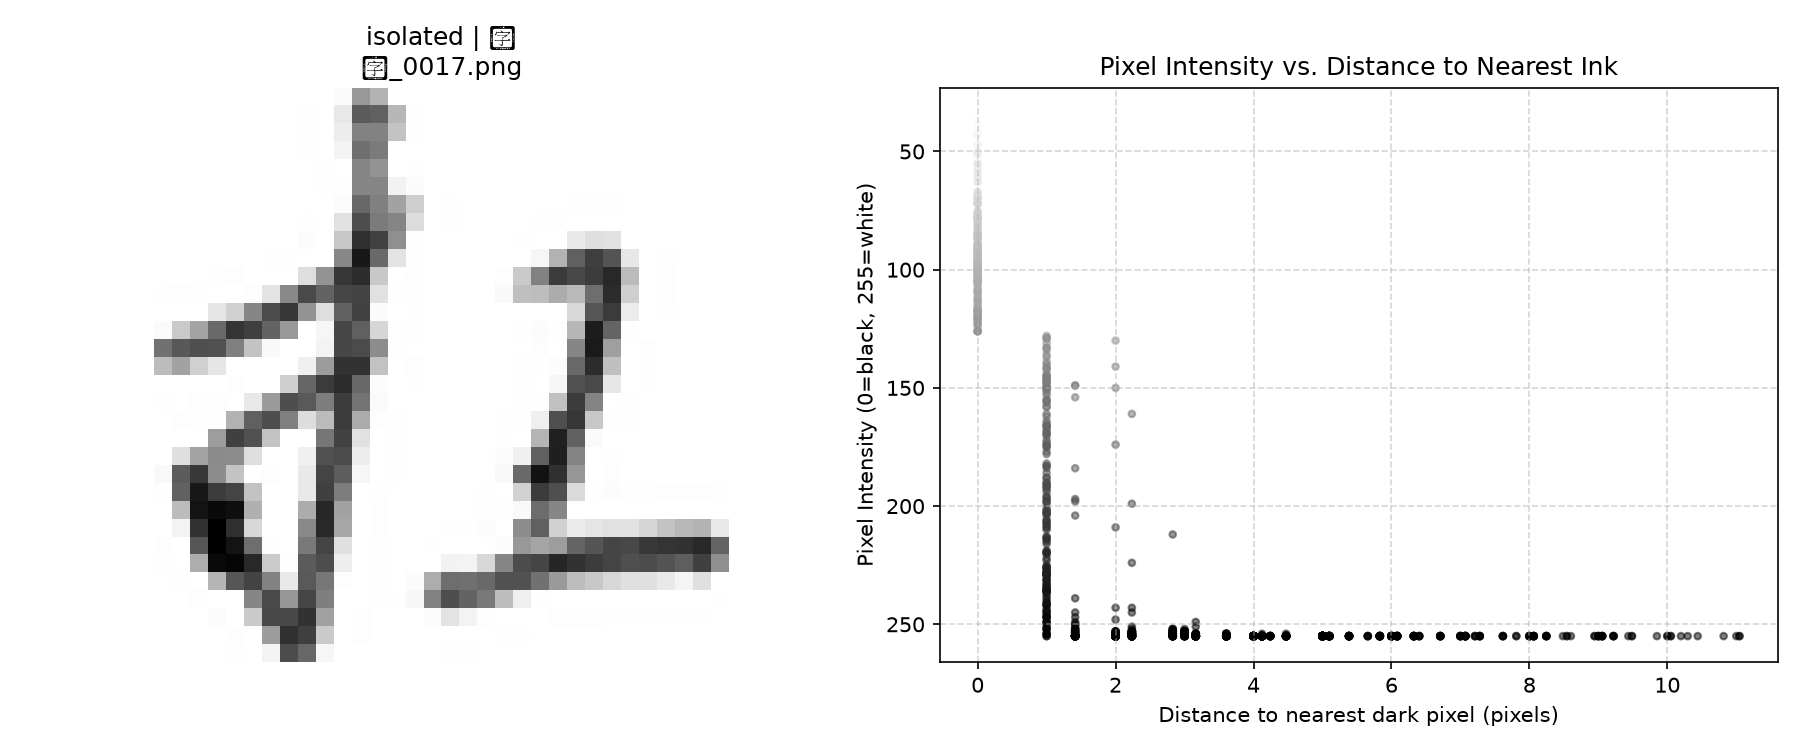 isolated |
_0017.png
Pixel Intensity vs. Distance to Nearest Ink
Pixel Intensity (0=black, 255=white)
50
100
150
200
250
0 2 4 6 8 10
Distance to nearest dark pixel (pixels)